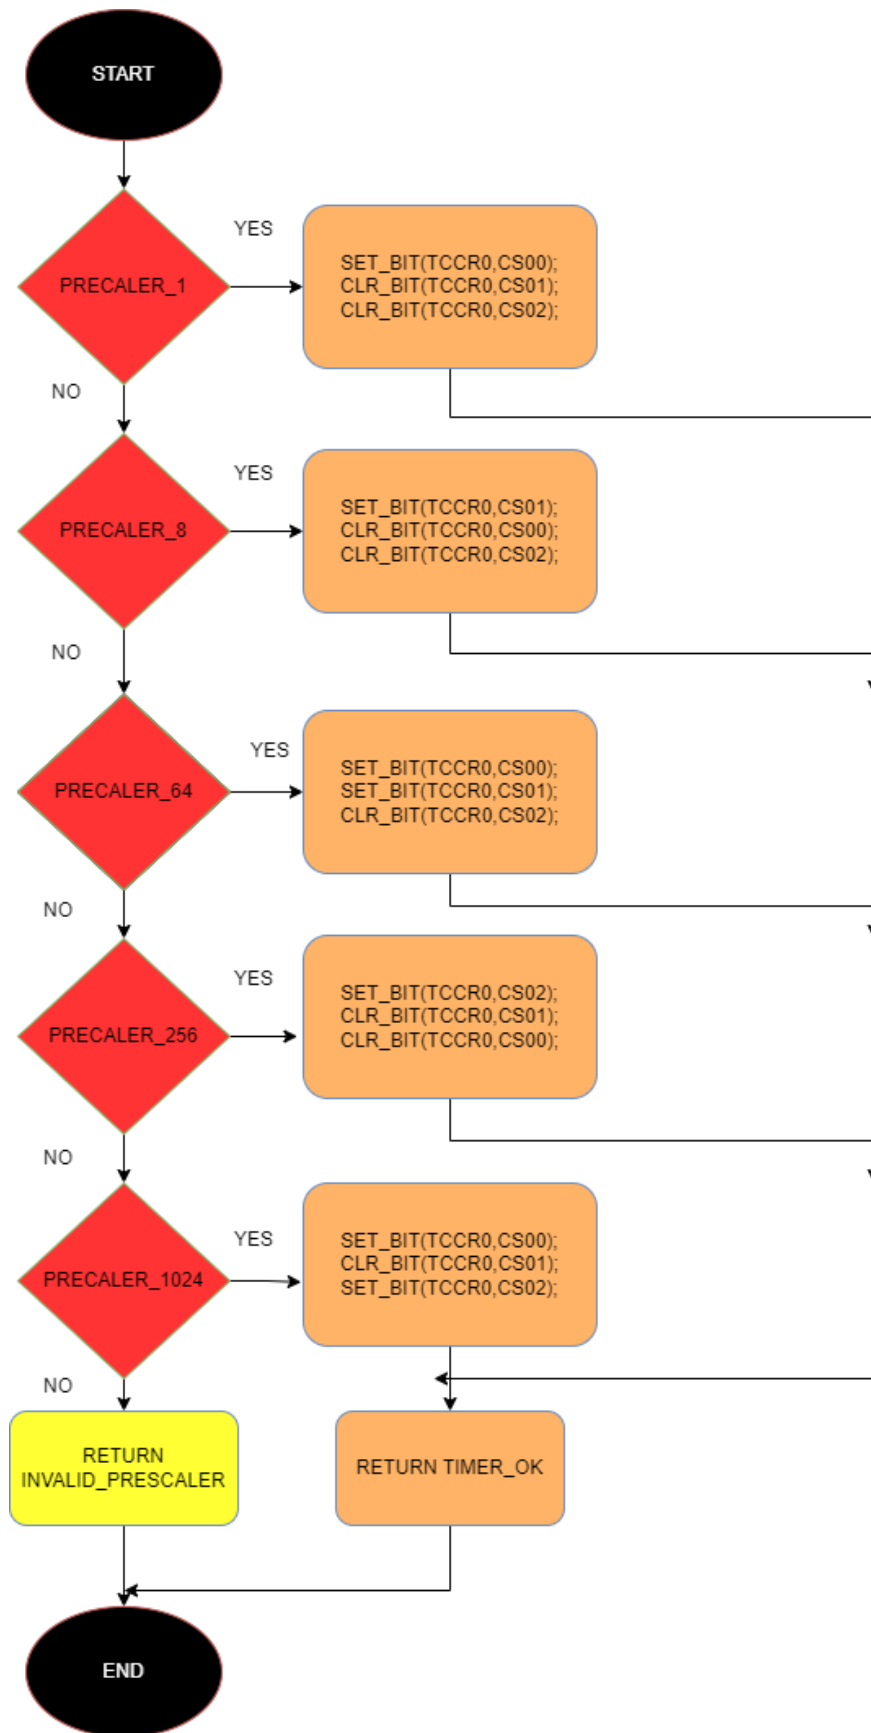 START
YES
PRECALER_1
SET_BIT(TCCR0,CS00);
CLR_BIT(TCCR0,CS01);
CLR_BIT(TCCR0,CS02);
NO
YES
PRECALER_8
SET_BIT(TCCR0,CS01);
CLR_BIT(TCCR0,CS00);
CLR_BIT(TCCR0,CS02);
NO
YES
PRECALER_64
SET_BIT(TCCR0,CS00);
SET_BIT(TCCR0,CS01);
CLR_BIT(TCCR0,CS02);
NO
YES
PRECALER_256
SET_BIT(TCCR0,CS02);
CLR_BIT(TCCR0,CS01);
CLR_BIT(TCCR0,CS00);
NO
YES
PRECALER_1024
SET_BIT(TCCR0,CS00);
CLR_BIT(TCCR0,CS01);
SET_BIT(TCCR0,CS02);
NO
RETURN
INVALID_PRESCALER
RETURN TIMER_OK
END